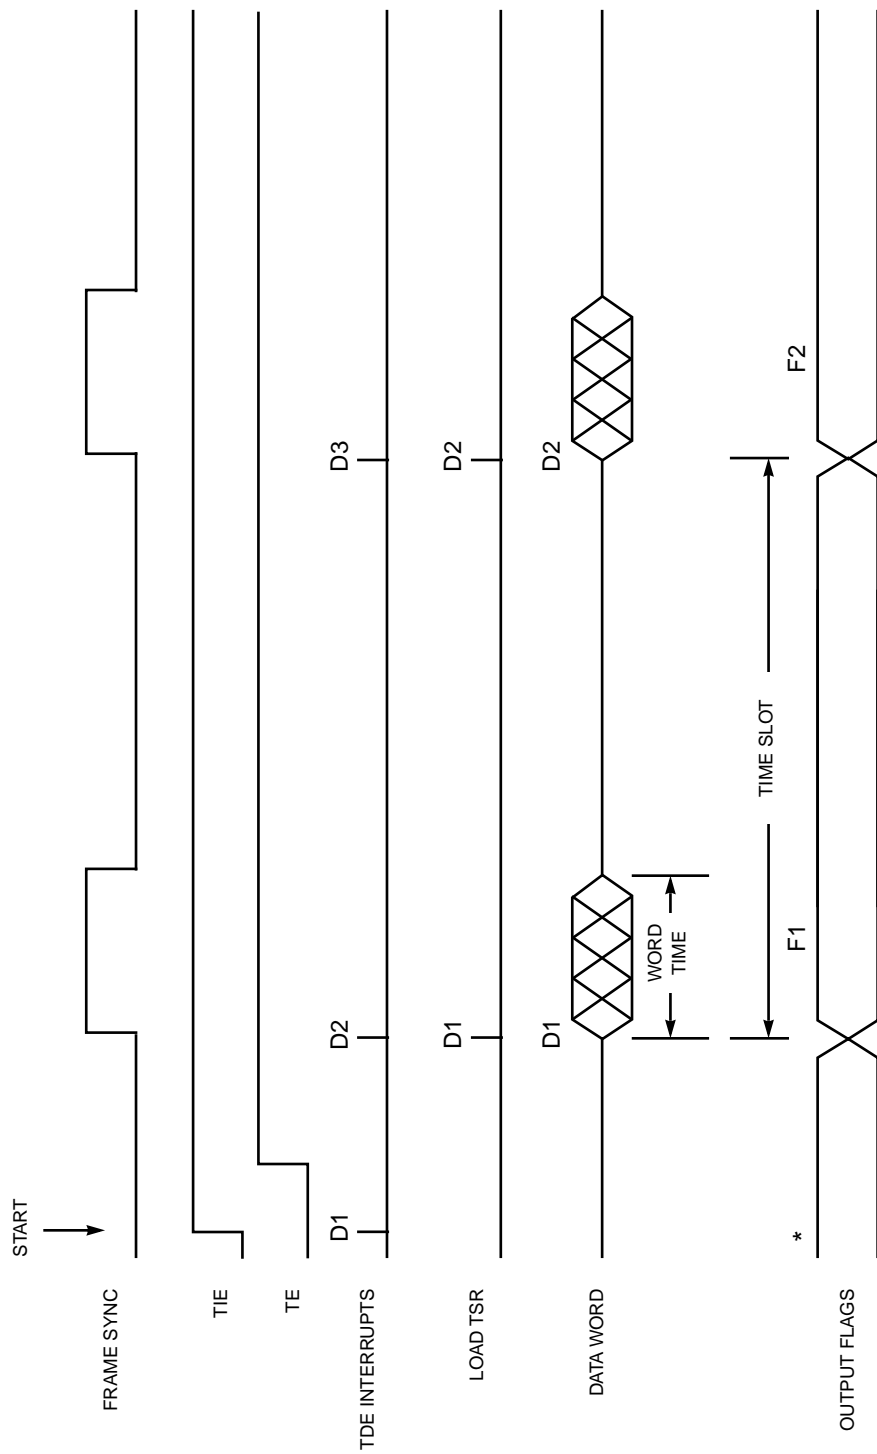 START
FRAME SYNC
TIE
TE
D1
D2
D3
TDE INTERRUPTS
D1
D2
LOAD TSR
D1
D2
DATA WORD
WORD
TIME
TIME SLOT
*
F1
F2
OUTPUT FLAGS